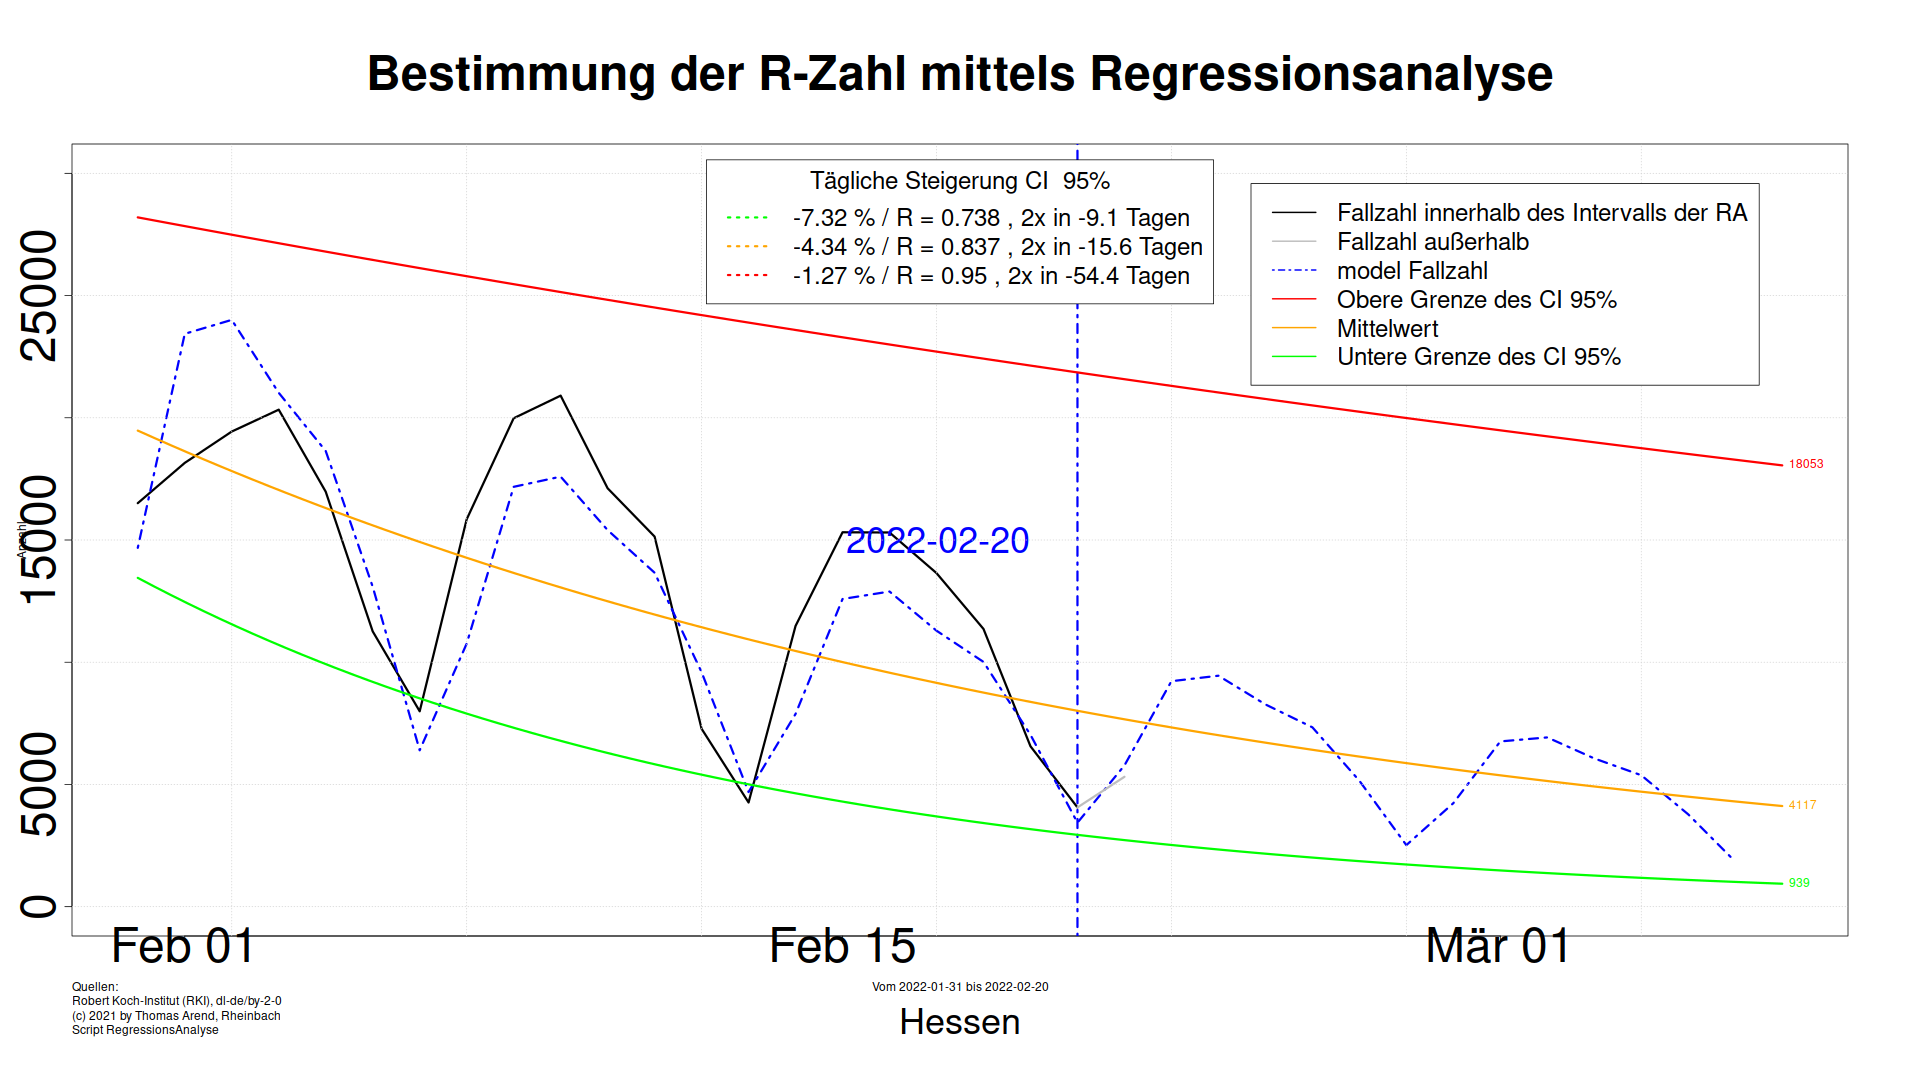 Bestimmung der R-Zahl mittels Regressionsanalyse
Tägliche Steigerung CI 95%
-7.32 % / R = 0.738 , 2x in -9.1 Tagen
-4.34 % / R = 0.837 , 2x in -15.6 Tagen
-1.27 % / R = 0.95 , 2x in -54.4 Tagen
Fallzahl innerhalb des Intervalls der RA
Fallzahl außerhalb
model Fallzahl
Obere Grenze des CI 95%
Mittelwert
Untere Grenze des CI 95%
25000
15000
5000
0
Anzahl
2022-02-20
18053
4117
939
Feb 01
Feb 15
Mär 01
Quellen:
Robert Koch-Institut (RKI), dl-de/by-2-0
(c) 2021 by Thomas Arend, Rheinbach
Script RegressionsAnalyse
Vom 2022-01-31 bis 2022-02-20
Hessen